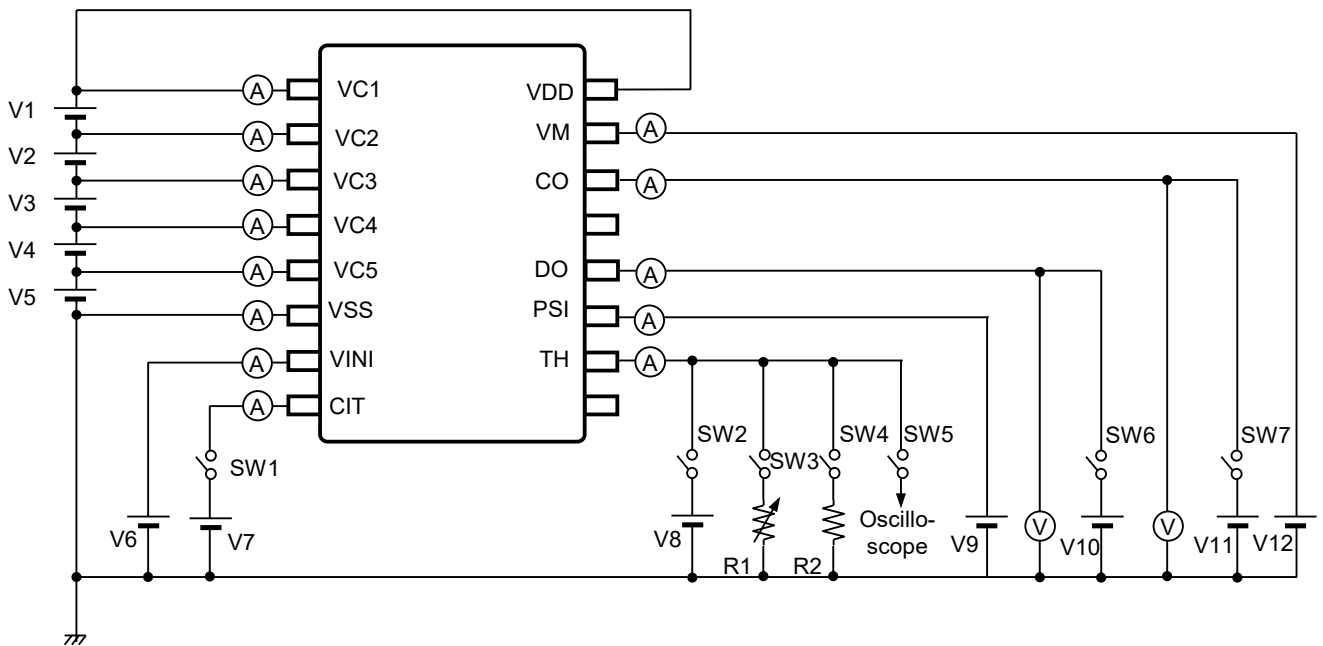 V1
V2
V3
V4
V5
A
A
A
A
A
A
A
A
VC1
VC2
VC3
VC4
VC5
VSS
VINI
CIT
VDD
VM
CO
DO
PSI
TH
A
A
A
A
A
SW1
SW2
SW3
SW4
SW5
SW6
SW7
V6
V7
V8
R1
R2
Oscillo-
scope
V9
V
V10
V
V11
V12